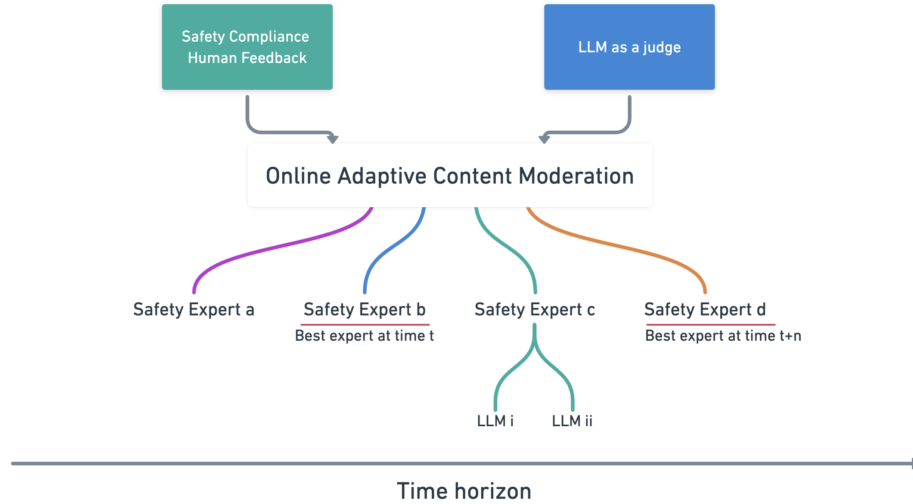 Safety Compliance
Human Feedback
LLM as a judge
Online Adaptive Content Moderation
Safety Expert a
Safety Expert b
Best expert at time t
Safety Expert c
Safety Expert d
Best expert at time t+n
LLM i
LLM ii
Time horizon